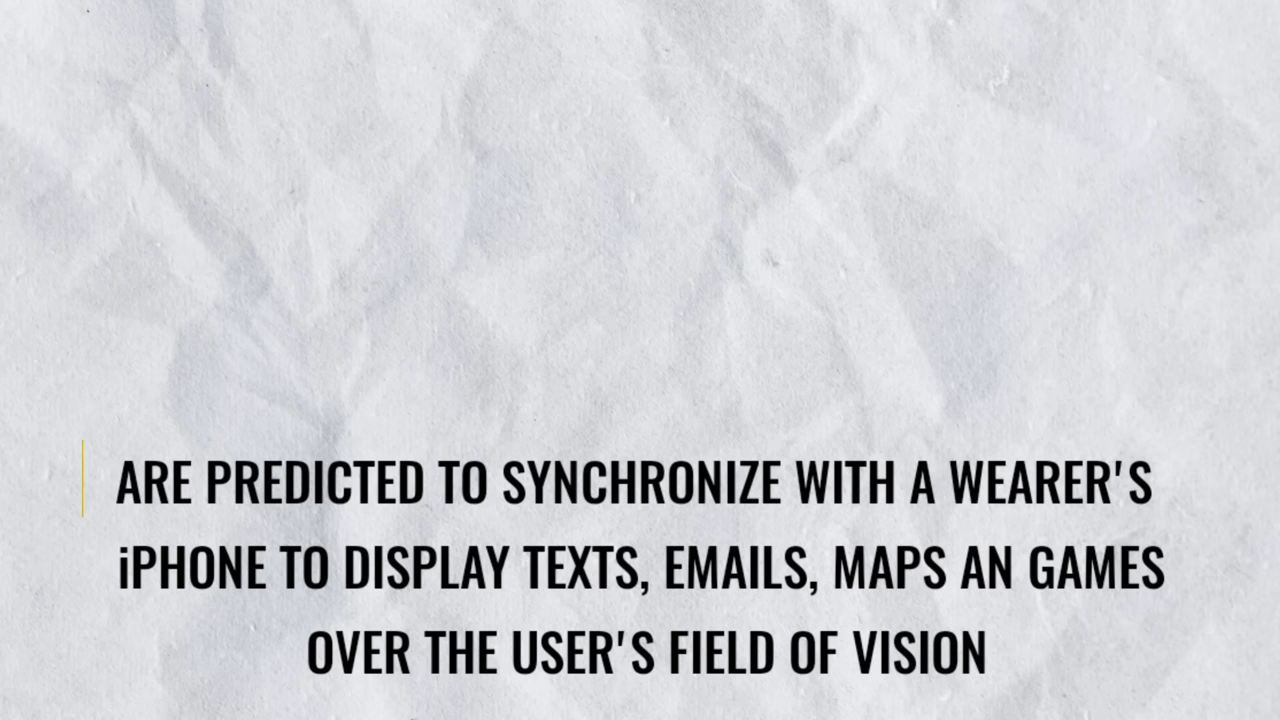 ARE PREDICTED TO SYNCHRONIZE WITH A WEARER'S
iPHONE TO DISPLAY TEXTS, EMAILS, MAPS AN GAMES
OVER THE USER'S FIELD OF VISION